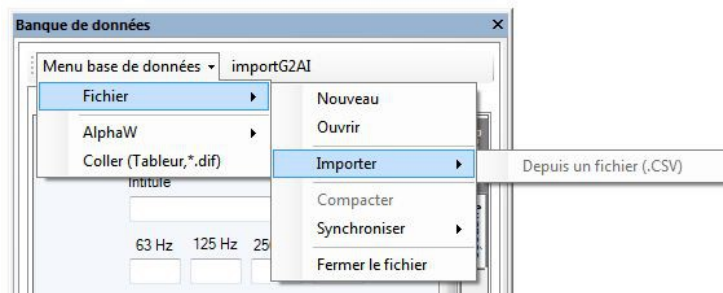 Banque de données
Menu base de données importG2AI
Fichier
AlphaW
Coller (Tableur,*.dif)
Nouveau
Ouvrir
Importer
Depuis un fichier (.CSV)
Compacter
Synchroniser
Fermer le fichier
Intitulé
63 Hz 125 Hz